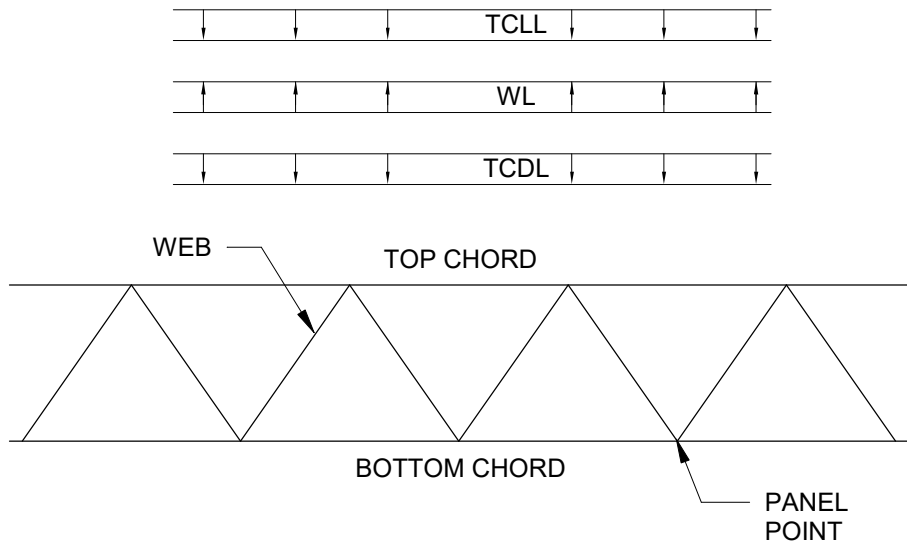 TCLL
WL
TCDL
WEB
TOP CHORD
BOTTOM CHORD
PANEL
POINT